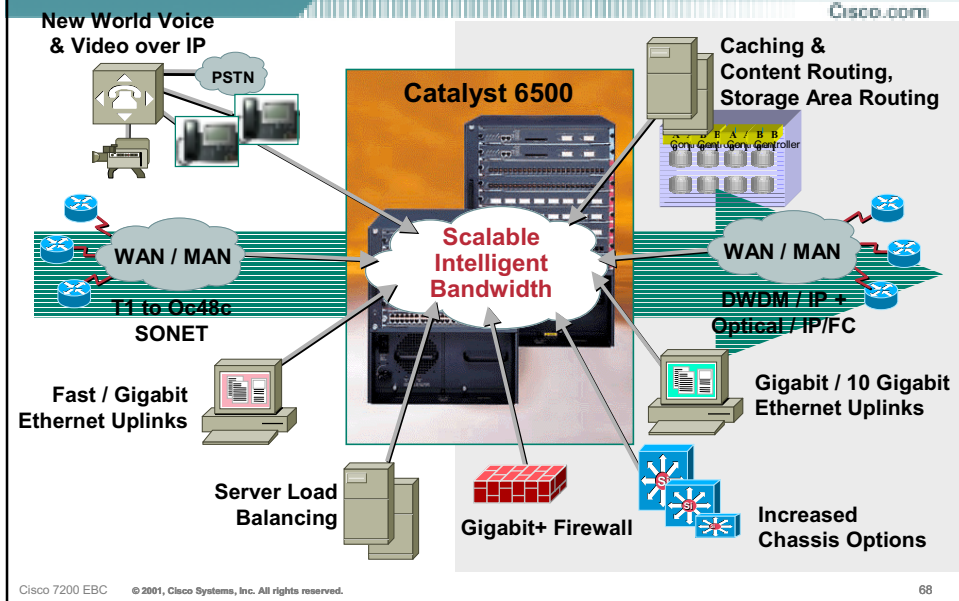 Cisco.com
New World Voice
& Video over IP
PSTN
Catalyst 6500
Caching &
Content Routing,
Storage Area Routing
A / B B A / B B
Scalable
Intelligent
Bandwidth
WAN / MAN
T1 to Oc48c
SONET
WAN / MAN
DWDM / IP +
Optical / IP/FC
Fast / Gigabit
Ethernet Uplinks
Gigabit / 10 Gigabit
Ethernet Uplinks
Server Load
Balancing
Gigabit+ Firewall
Si
Si
Increased
Chassis Options
Cisco 7200 EBC © 2001, Cisco Systems, Inc. All rights reserved. 68